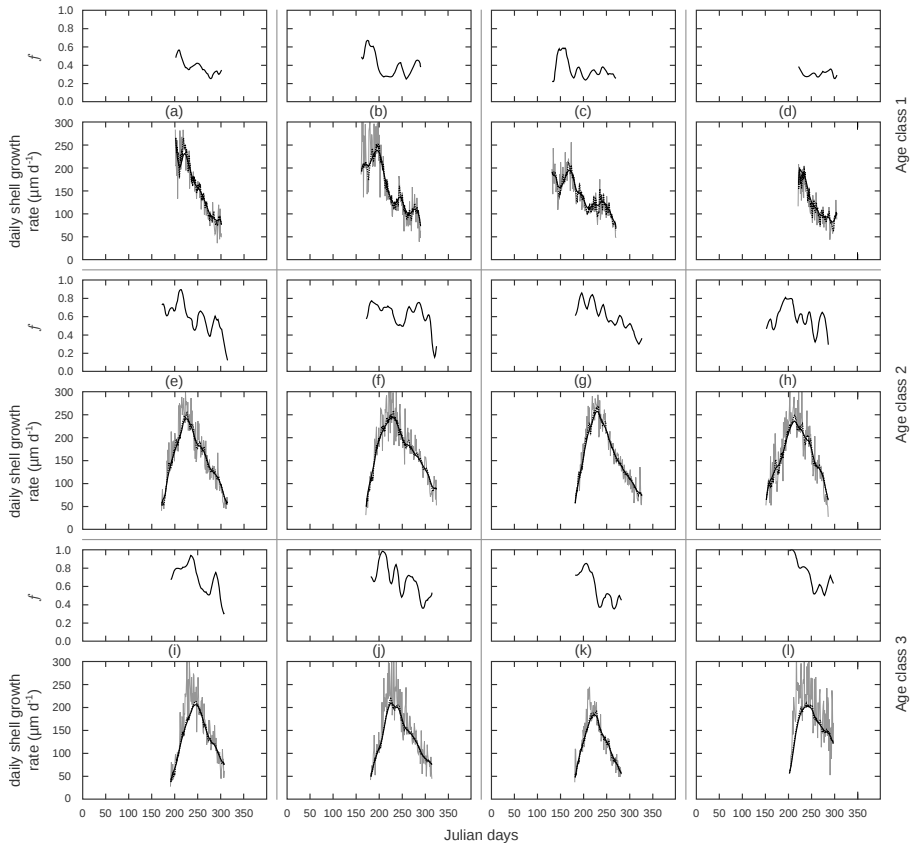 1.0
0.8
0.6
0.4
0.2
0.0
f
(a) (b) (c) (d)
Age class 1
300
250
200
150
100
50
0
daily shell growth
rate (µm d⁻¹)
1.0
0.8
0.6
0.4
0.2
0.0
f
(e) (f) (g) (h)
Age class 2
300
250
200
150
100
50
0
daily shell growth
rate (µm d⁻¹)
1.0
0.8
0.6
0.4
0.2
0.0
f
(i) (j) (k) (l)
Age class 3
300
250
200
150
100
50
0
daily shell growth
rate (µm d⁻¹)
0 50 100 150 200 250 300 350 0 50 100 150 200 250 300 350 0 50 100 150 200 250 300 350 0 50 100 150 200 250 300 350
Julian days